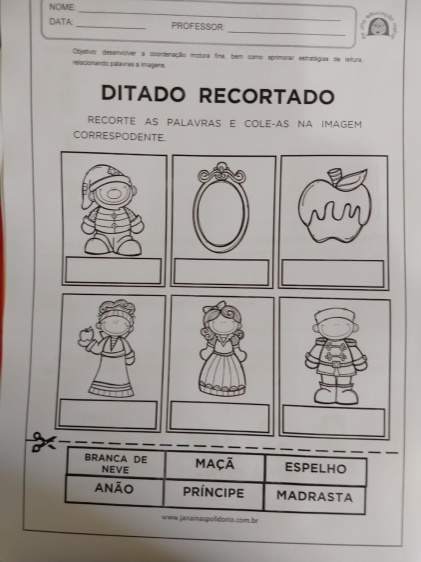 NOME:
DATA: PROFESSOR:
Objetivo: desenvolver a coordenação motora fina, bem como aprimorar estratégias de leitura,
relacionando palavras a imagens.
DITADO RECORTADO
RECORTE AS PALAVRAS E COLE-AS NA IMAGEM
CORRESPODENTE.
BRANCA DE
NEVE
MAÇÃ
ESPELHO
ANÃO
PRÍNCIPE
MADRASTA
www.janainaspolidorio.com.br